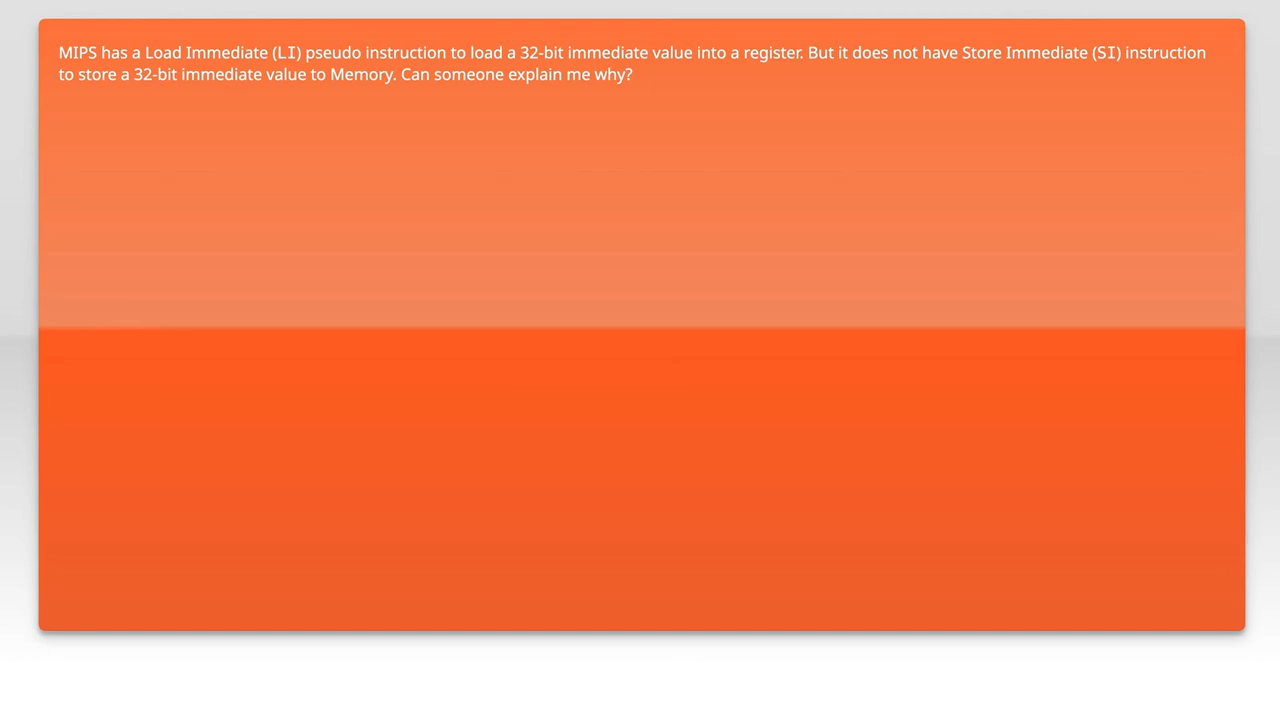 MIPS has a Load Immediate (LI) pseudo instruction to load a 32-bit immediate value into a register. But it does not have Store Immediate (SI) instruction
to store a 32-bit immediate value to Memory. Can someone explain me why?